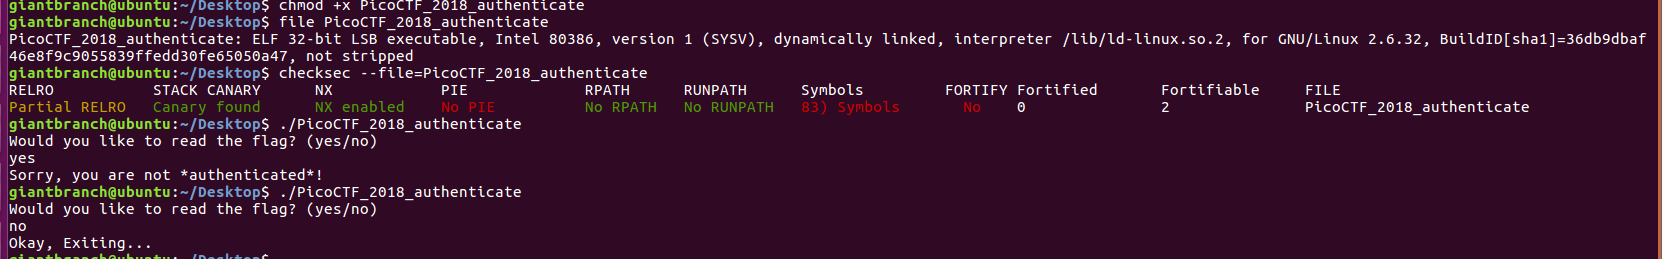 giantbranch@ubuntu:~/Desktop$ chmod +x PicoCTF_2018_authenticate
giantbranch@ubuntu:~/Desktop$ file PicoCTF_2018_authenticate
PicoCTF_2018_authenticate: ELF 32-bit LSB executable, Intel 80386, version 1 (SYSV), dynamically linked, interpreter /lib/ld-linux.so.2, for GNU/Linux 2.6.32, BuildID[sha1]=36db9dbaf
46e8f9c9055839ffedd30fe65050a47, not stripped
giantbranch@ubuntu:~/Desktop$ checksec --file=PicoCTF_2018_authenticate
RELRO STACK CANARY NX PIE RPATH RUNPATH Symbols FORTIFY Fortified Fortifiable FILE
Partial RELRO Canary found NX enabled No PIE No RPATH No RUNPATH 83) Symbols No 0 2 PicoCTF_2018_authenticate
giantbranch@ubuntu:~/Desktop$ ./PicoCTF_2018_authenticate
Would you like to read the flag? (yes/no)
yes
Sorry, you are not *authenticated*!
giantbranch@ubuntu:~/Desktop$ ./PicoCTF_2018_authenticate
Would you like to read the flag? (yes/no)
no
Okay, Exiting...
giantbranch@ubuntu:~/Desktop$